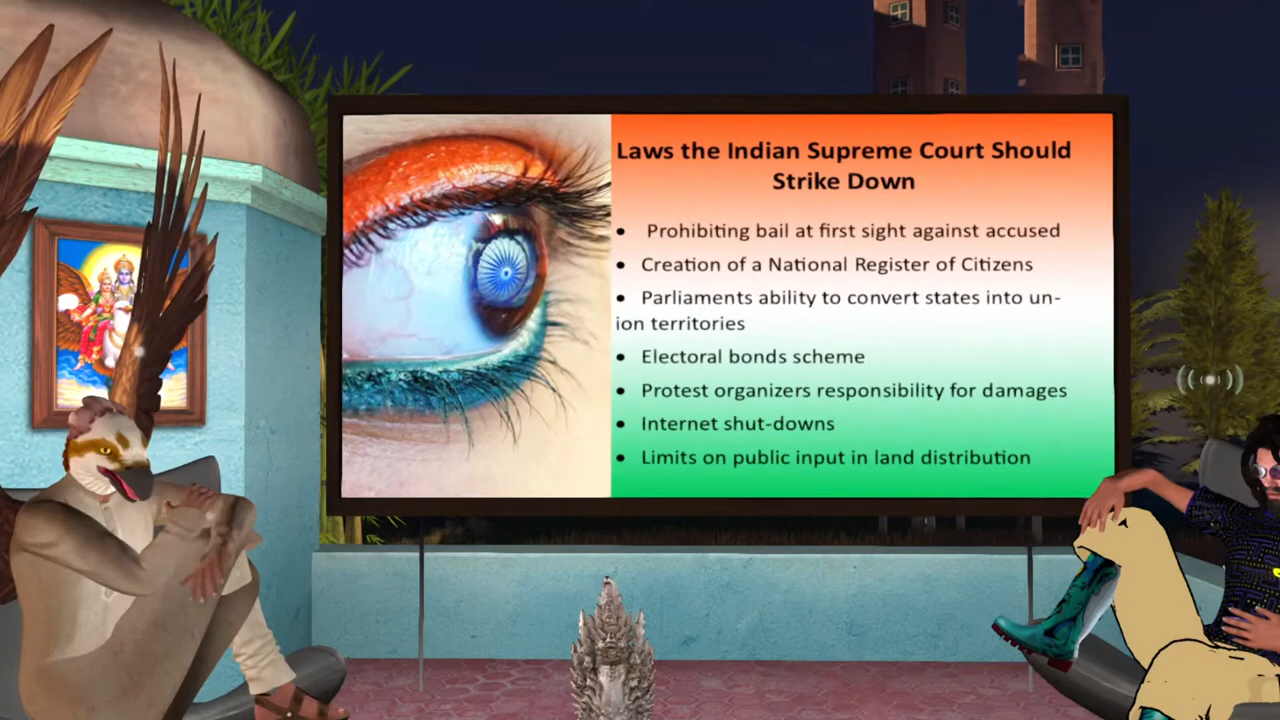 Laws the Indian Supreme Court Should
Strike Down
• Prohibiting bail at first sight against accused
• Creation of a National Register of Citizens
• Parliaments ability to convert states into un-
ion territories
• Electoral bonds scheme
• Protest organizers responsibility for damages
• Internet shut-downs
• Limits on public input in land distribution